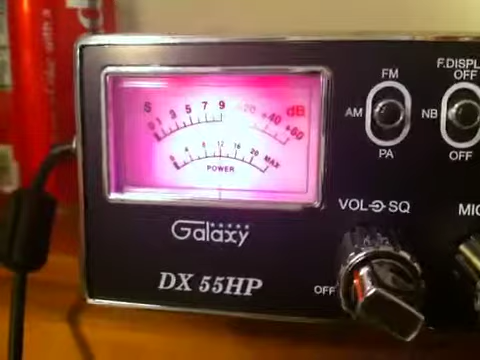 S 0 1 3 5 7 9 +20 +40 +60 dB
0 4 8 12 16 20 MAX
POWER
Galaxy
DX 55HP
FM
AM
PA
F.DISPL
OFF
NB
OFF
VOL SQ
OFF
MIC